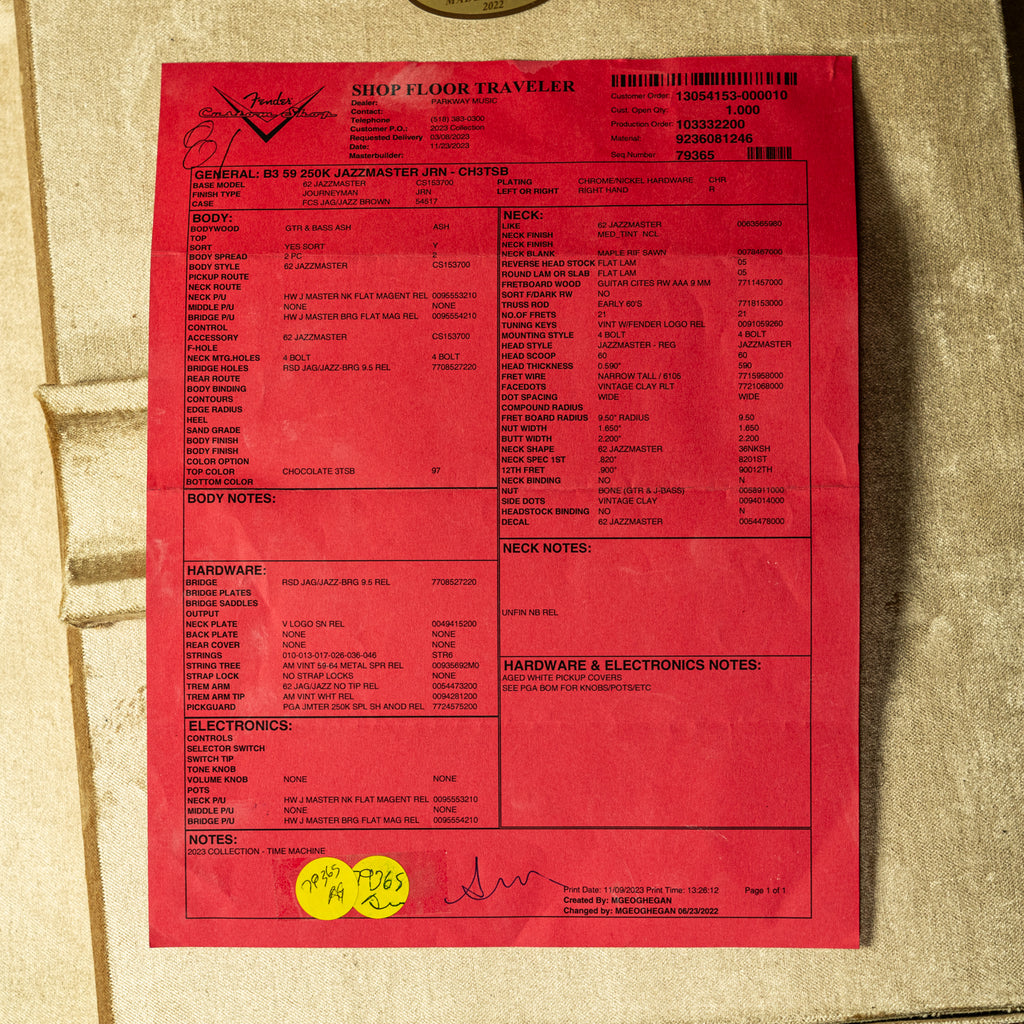 2022
Fender
Custom Shop
SHOP FLOOR TRAVELER
Dealer: PARKWAY MUSIC
Contact:
Telephone (518) 383-0300
Customer P.O.: 2023 Collection
Requested Delivery 03/08/2023
Date: 11/23/2023
Masterbuilder:
Customer Order: 13054153-000010
Cust. Open Qty: 1.000
Production Order: 103332200
Material: 9236081246
Seq Number: 79365
GENERAL: B3 59 250K JAZZMASTER JRN - CH3TSB
BASE MODEL 62 JAZZMASTER CS153700 PLATING CHROME/NICKEL HARDWARE CHR
FINISH TYPE JOURNEYMAN JRN LEFT OR RIGHT RIGHT HAND R
CASE FCS JAG/JAZZ BROWN 54517
BODY:
BODYWOOD GTR & BASS ASH ASH
TOP
SORT YES SORT Y
BODY SPREAD 2 PC 2
BODY STYLE 62 JAZZMASTER CS153700
PICKUP ROUTE
NECK ROUTE
NECK P/U HW J MASTER NK FLAT MAGENT REL 0095553210
MIDDLE P/U NONE NONE
BRIDGE P/U HW J MASTER BRG FLAT MAG REL 0095554210
CONTROL
ACCESSORY 62 JAZZMASTER CS153700
F-HOLE
NECK MTG.HOLES 4 BOLT 4 BOLT
BRIDGE HOLES RSD JAG/JAZZ-BRG 9.5 REL 7708527220
REAR ROUTE
BODY BINDING
CONTOURS
EDGE RADIUS
HEEL
SAND GRADE
BODY FINISH
BODY FINISH
COLOR OPTION
TOP COLOR CHOCOLATE 3TSB 97
BOTTOM COLOR
BODY NOTES:
HARDWARE:
BRIDGE RSD JAG/JAZZ-BRG 9.5 REL 7708527220
BRIDGE PLATES
BRIDGE SADDLES
OUTPUT
NECK PLATE V LOGO SN REL 0049415200
BACK PLATE NONE NONE
REAR COVER NONE NONE
STRINGS 010-013-017-026-036-046 STR6
STRING TREE AM VINT 59-64 METAL SPR REL 00935692M0
STRAP LOCK NO STRAP LOCKS NONE
TREM ARM 62 JAG/JAZZ NO TIP REL 0054473200
TREM ARM TIP AM VINT WHT REL 0094281200
PICKGUARD PGA JMTER 250K SPL SH ANOD REL 7724575200
ELECTRONICS:
CONTROLS
SELECTOR SWITCH
SWITCH TIP
TONE KNOB
VOLUME KNOB NONE NONE
POTS
NECK P/U HW J MASTER NK FLAT MAGENT REL 0095553210
MIDDLE P/U NONE NONE
BRIDGE P/U HW J MASTER BRG FLAT MAG REL 0095554210
NECK:
LIKE 62 JAZZMASTER 0063565980
NECK FINISH MED_TINT_NCL
NECK FINISH
NECK BLANK MAPLE RIF SAWN 0078467000
REVERSE HEAD STOCK FLAT LAM 05
ROUND LAM OR SLAB FLAT LAM 05
FRETBOARD WOOD GUITAR CITES RW AAA 9 MM 7711457000
SORT F/DARK RW NO
TRUSS ROD EARLY 60'S 7718153000
NO.OF FRETS 21 21
TUNING KEYS VINT W/FENDER LOGO REL 0091059260
MOUNTING STYLE 4 BOLT 4 BOLT
HEAD STYLE JAZZMASTER - REG JAZZMASTER
HEAD SCOOP 60 60
HEAD THICKNESS 0.590" 590
FRET WIRE NARROW TALL / 6105 7715958000
FACEDOTS VINTAGE CLAY RLT 7721068000
DOT SPACING WIDE WIDE
COMPOUND RADIUS
FRET BOARD RADIUS 9.50" RADIUS 9.50
NUT WIDTH 1.650" 1.650
BUTT WIDTH 2.200" 2.200
NECK SHAPE 62 JAZZMASTER 36NKSH
NECK SPEC 1ST .820" 8201ST
12TH FRET .900" 90012TH
NECK BINDING NO N
NUT BONE (GTR & J-BASS) 0058911000
SIDE DOTS VINTAGE CLAY 0094014000
HEADSTOCK BINDING NO N
DECAL 62 JAZZMASTER 0054478000
NECK NOTES:
UNFIN NB REL
HARDWARE & ELECTRONICS NOTES:
AGED WHITE PICKUP COVERS
SEE PGA BOM FOR KNOBS/POTS/ETC
NOTES:
2023 COLLECTION - TIME MACHINE
79365
79365
Print Date: 11/09/2023 Print Time: 13:26:12 Page 1 of 1
Created By: MGEOGHEGAN
Changed by: MGEOGHEGAN 06/23/2022